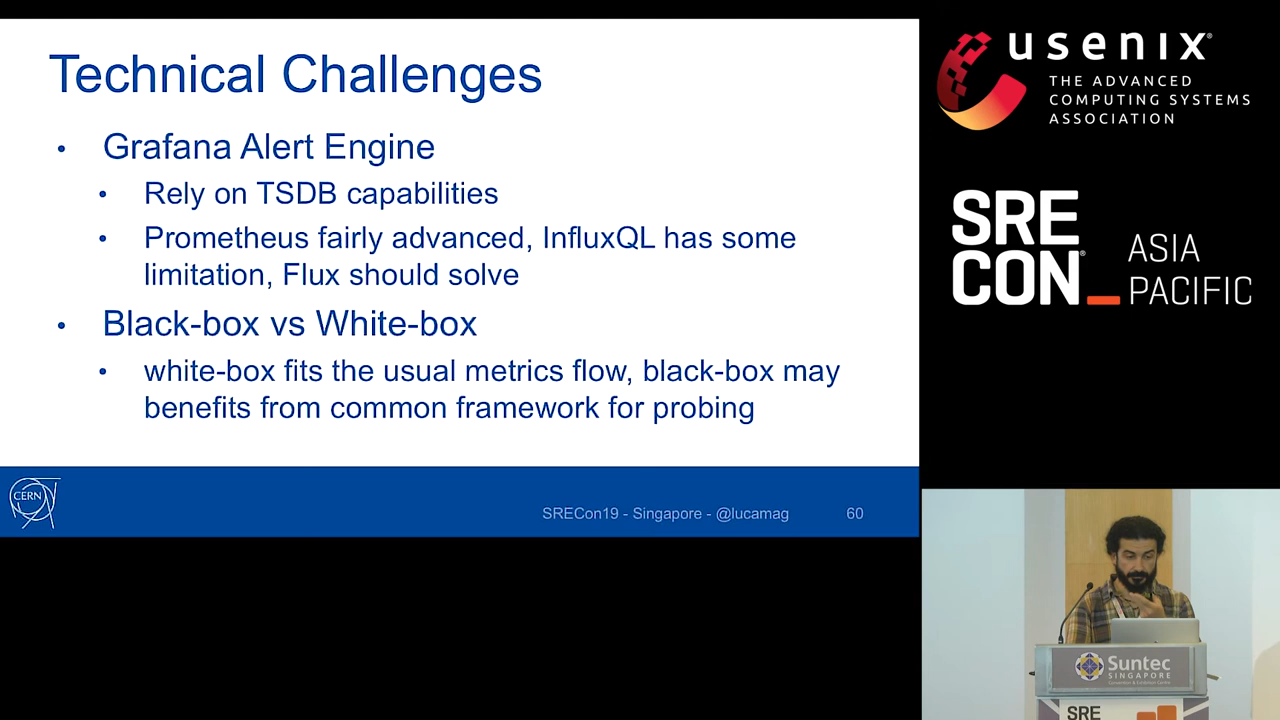 Technical Challenges
• Grafana Alert Engine
• Rely on TSDB capabilities
• Prometheus fairly advanced, InfluxQL has some
limitation, Flux should solve
• Black-box vs White-box
• white-box fits the usual metrics flow, black-box may
benefits from common framework for probing
CERN
SRECon19 - Singapore - @lucamag
60
usenix®
THE ADVANCED
COMPUTING SYSTEMS
ASSOCIATION
SRE
CON®_
ASIA
PACIFIC
Suntec
SINGAPORE
SRE